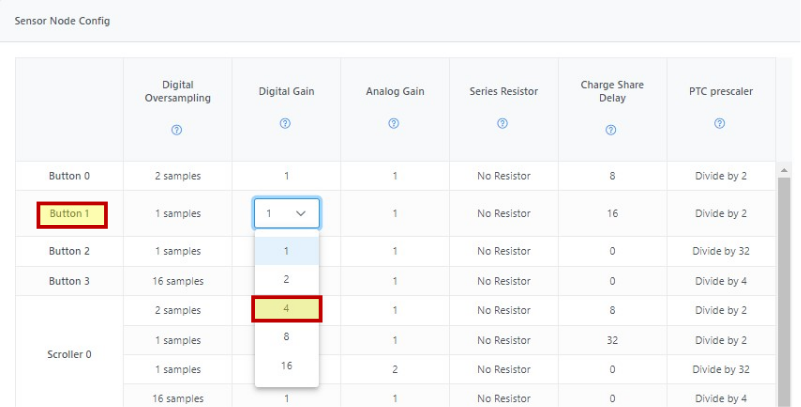 Sensor Node Config
Digital Oversampling Digital Gain Analog Gain Series Resistor Charge Share Delay PTC prescaler
Button 0 2 samples 1 1 No Resistor 8 Divide by 2
Button 1 1 samples 1 1 No Resistor 16 Divide by 2
Button 2 1 samples 1 1 No Resistor 0 Divide by 32
Button 3 16 samples 2 1 No Resistor 0 Divide by 4
Scroller 0 2 samples 4 1 No Resistor 8 Divide by 2
1 samples 8 1 No Resistor 32 Divide by 2
1 samples 16 2 No Resistor 0 Divide by 32
16 samples 1 1 No Resistor 0 Divide by 4